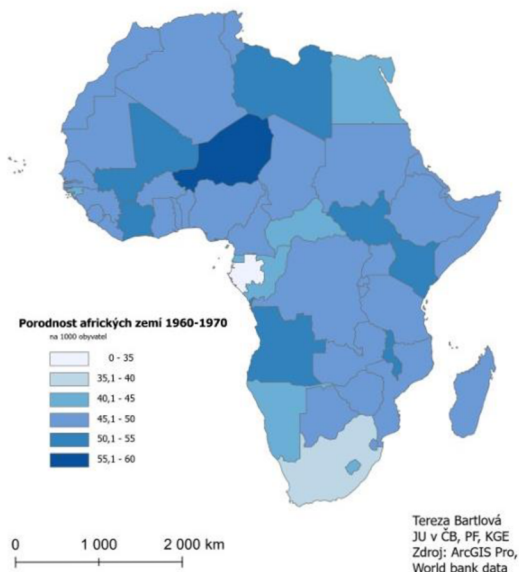 Porodnost afrických zemí 1960-1970
na 1000 obyvatel
0 - 35
35,1 - 40
40,1 - 45
45,1 - 50
50,1 - 55
55,1 - 60
0 1 000 2 000 km
Tereza Bartlová
JU v ČB, PF, KGE
Zdroj: ArcGIS Pro,
World bank data